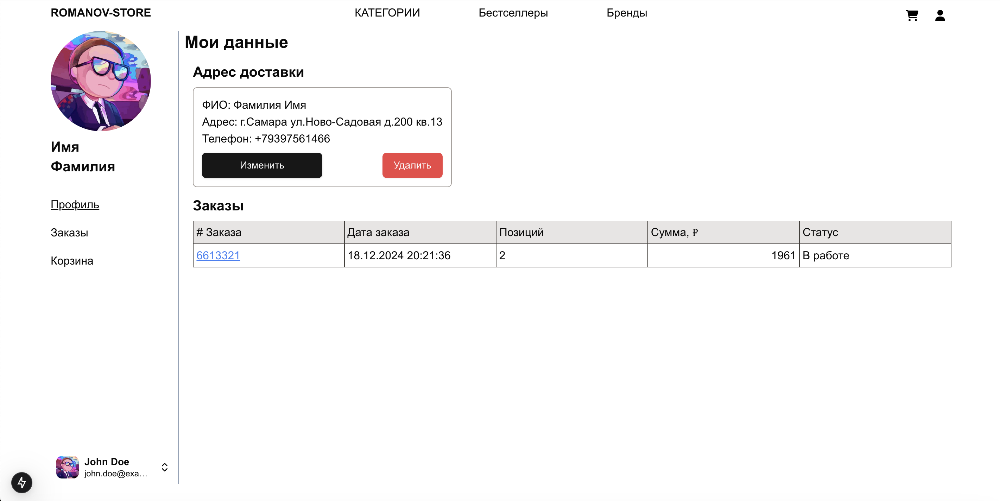 ROMANOV-STORE
КАТЕГОРИИ
Бестселлеры
Бренды
Имя
Фамилия
Профиль
Заказы
Корзина
John Doe
john.doe@exa...
Мои данные
Адрес доставки
ФИО: Фамилия Имя
Адрес: г.Самара ул.Ново-Садовая д.200 кв.13
Телефон: +79397561466
Изменить
Удалить
Заказы
# Заказа Дата заказа Позиций Сумма, ₽ Статус
6613321 18.12.2024 20:21:36 2 1961 В работе